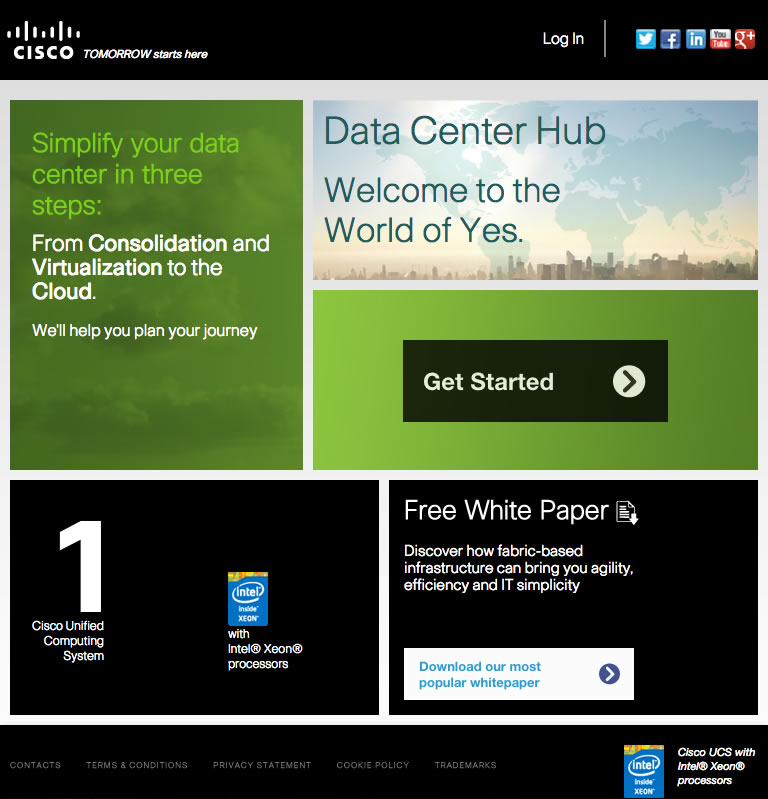 CISCO
TOMORROW starts here
Log In
You
Tube
Simplify your data
center in three
steps:
From Consolidation and
Virtualization to the
Cloud.
We'll help you plan your journey
Data Center Hub
Welcome to the
World of Yes.
Get Started
1
Cisco Unified
Computing
System
intel
inside™
XEON®
with
Intel® Xeon®
processors
Free White Paper
Discover how fabric-based
infrastructure can bring you agility,
efficiency and IT simplicity
Download our most
popular whitepaper
CONTACTS
TERMS & CONDITIONS
PRIVACY STATEMENT
COOKIE POLICY
TRADEMARKS
intel
inside™
XEON®
Cisco UCS with
Intel® Xeon®
processors